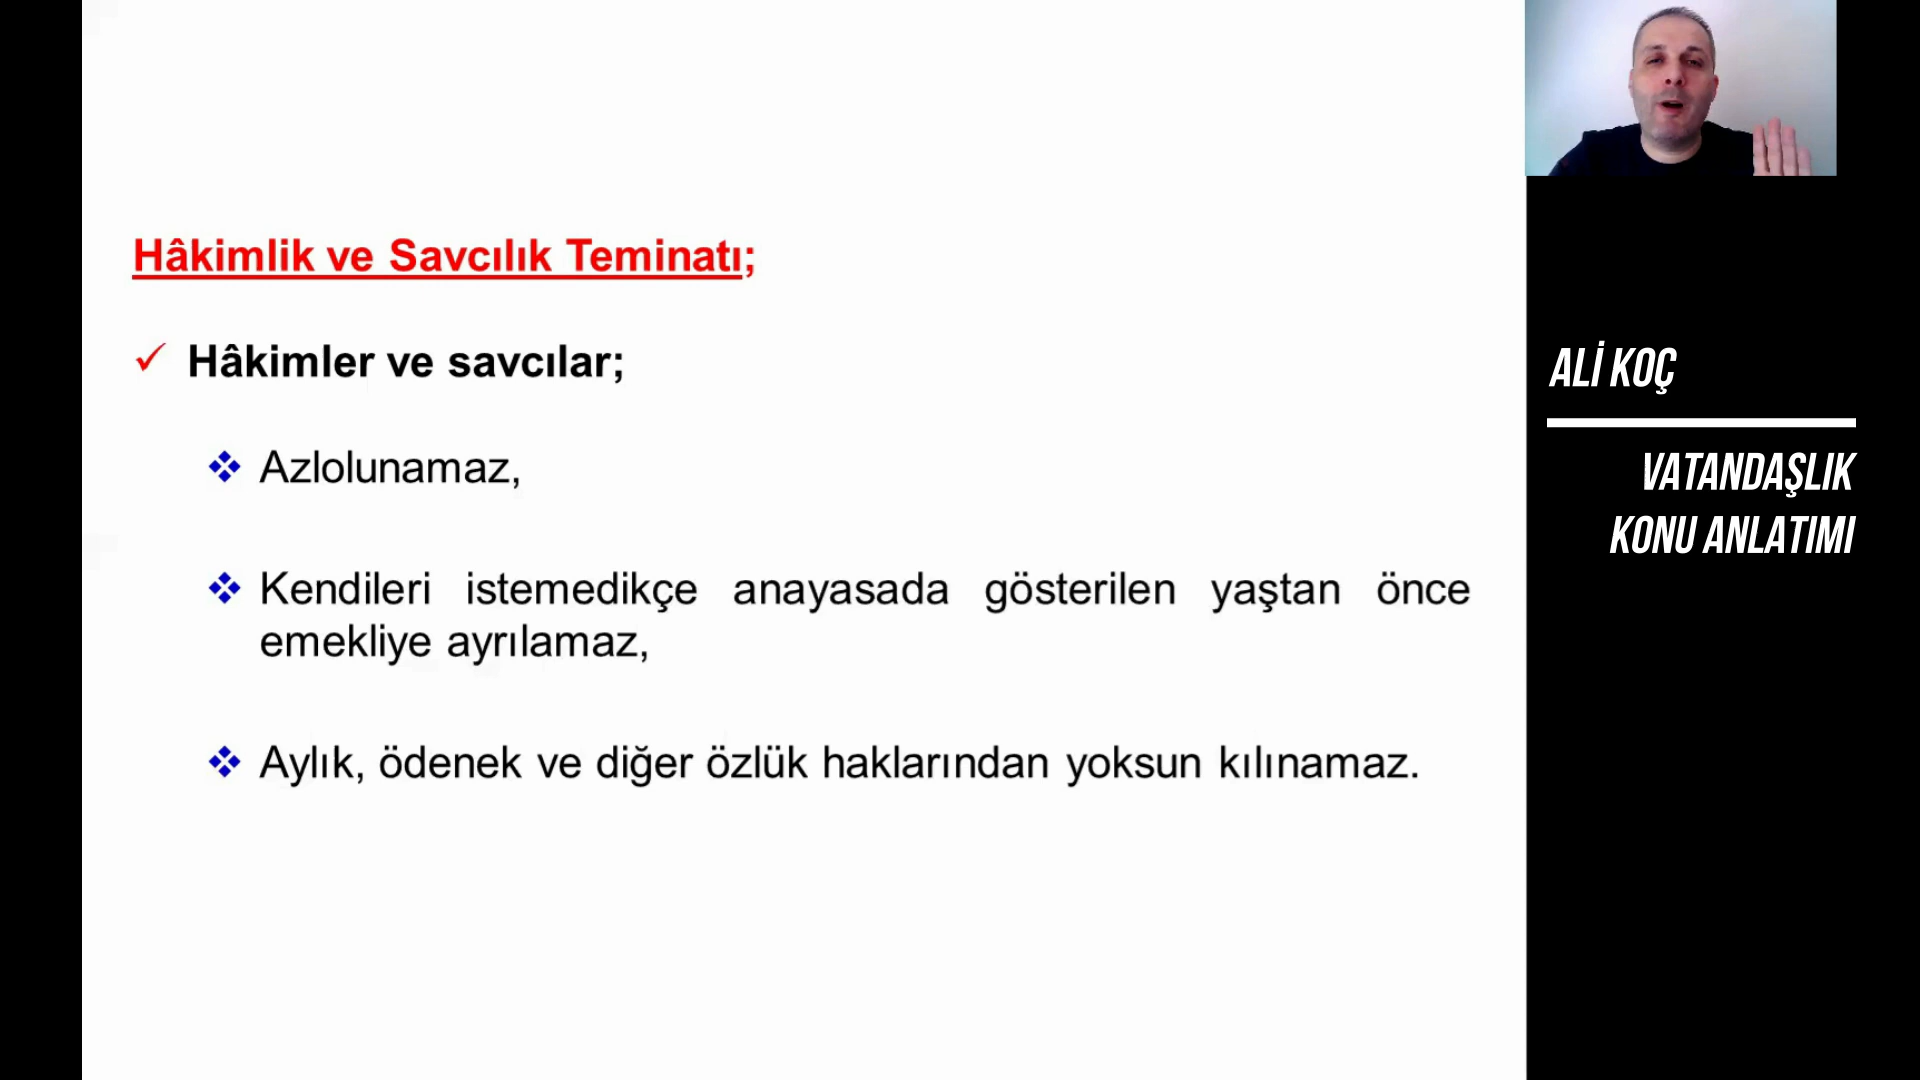 Hâkimlik ve Savcılık Teminatı;
Hâkimler ve savcılar;
Azlolunamaz,
Kendileri istemedikçe anayasada gösterilen yaştan önce
emekliye ayrılamaz,
Aylık, ödenek ve diğer özlük haklarından yoksun kılınamaz.
ALİ KOÇ
VATANDAŞLIK
KONU ANLATIMI